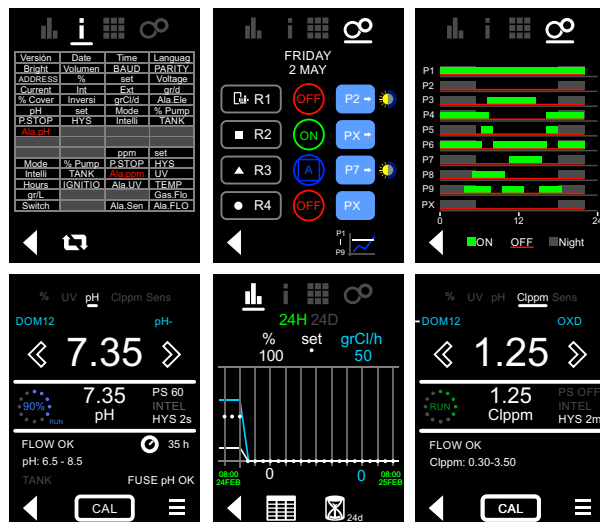 Versión Date Time Languag
Bright Volumen BAUD PARITY
ADDRESS % set Voltage
Current Int Ext gr/d
% Cover Inversi grCl/d Ala.Ele
pH set Mode % Pump
P.STOP HYS Intelli TANK
Ala.pH
ppm set
Mode % Pump P.STOP HYS
Intelli TANK Ala.ppm UV
Hours IGNITIO Ala.UV TEMP
gr/L Gas.Flo
Switch Ala.Sen Ala.FLO
FRIDAY
2 MAY
R1 OFF P2
R2 ON PX
R3 A P7
R4 OFF PX
P1
P9
P1
P2
P3
P4
P5
P6
P7
P8
P9
PX
0 12 24
ON OFF Night
% UV pH Clppm Sens
DOM12 pH-
7.35
90% RUN
7.35
pH
PS 60
INTEL
HYS 2s
FLOW OK 35 h
pH: 6.5 - 8.5
TANK FUSE pH OK
CAL
24H 24D
% set grCl/h
100 50
0 0
08:00
24FEB
08:00
25FEB
24d
% UV pH Clppm Sens
DOM12 OXD
1.25
RUN
1.25
Clppm
PS OFF
INTEL
HYS 2m
FLOW OK
Clppm: 0.30-3.50
CAL